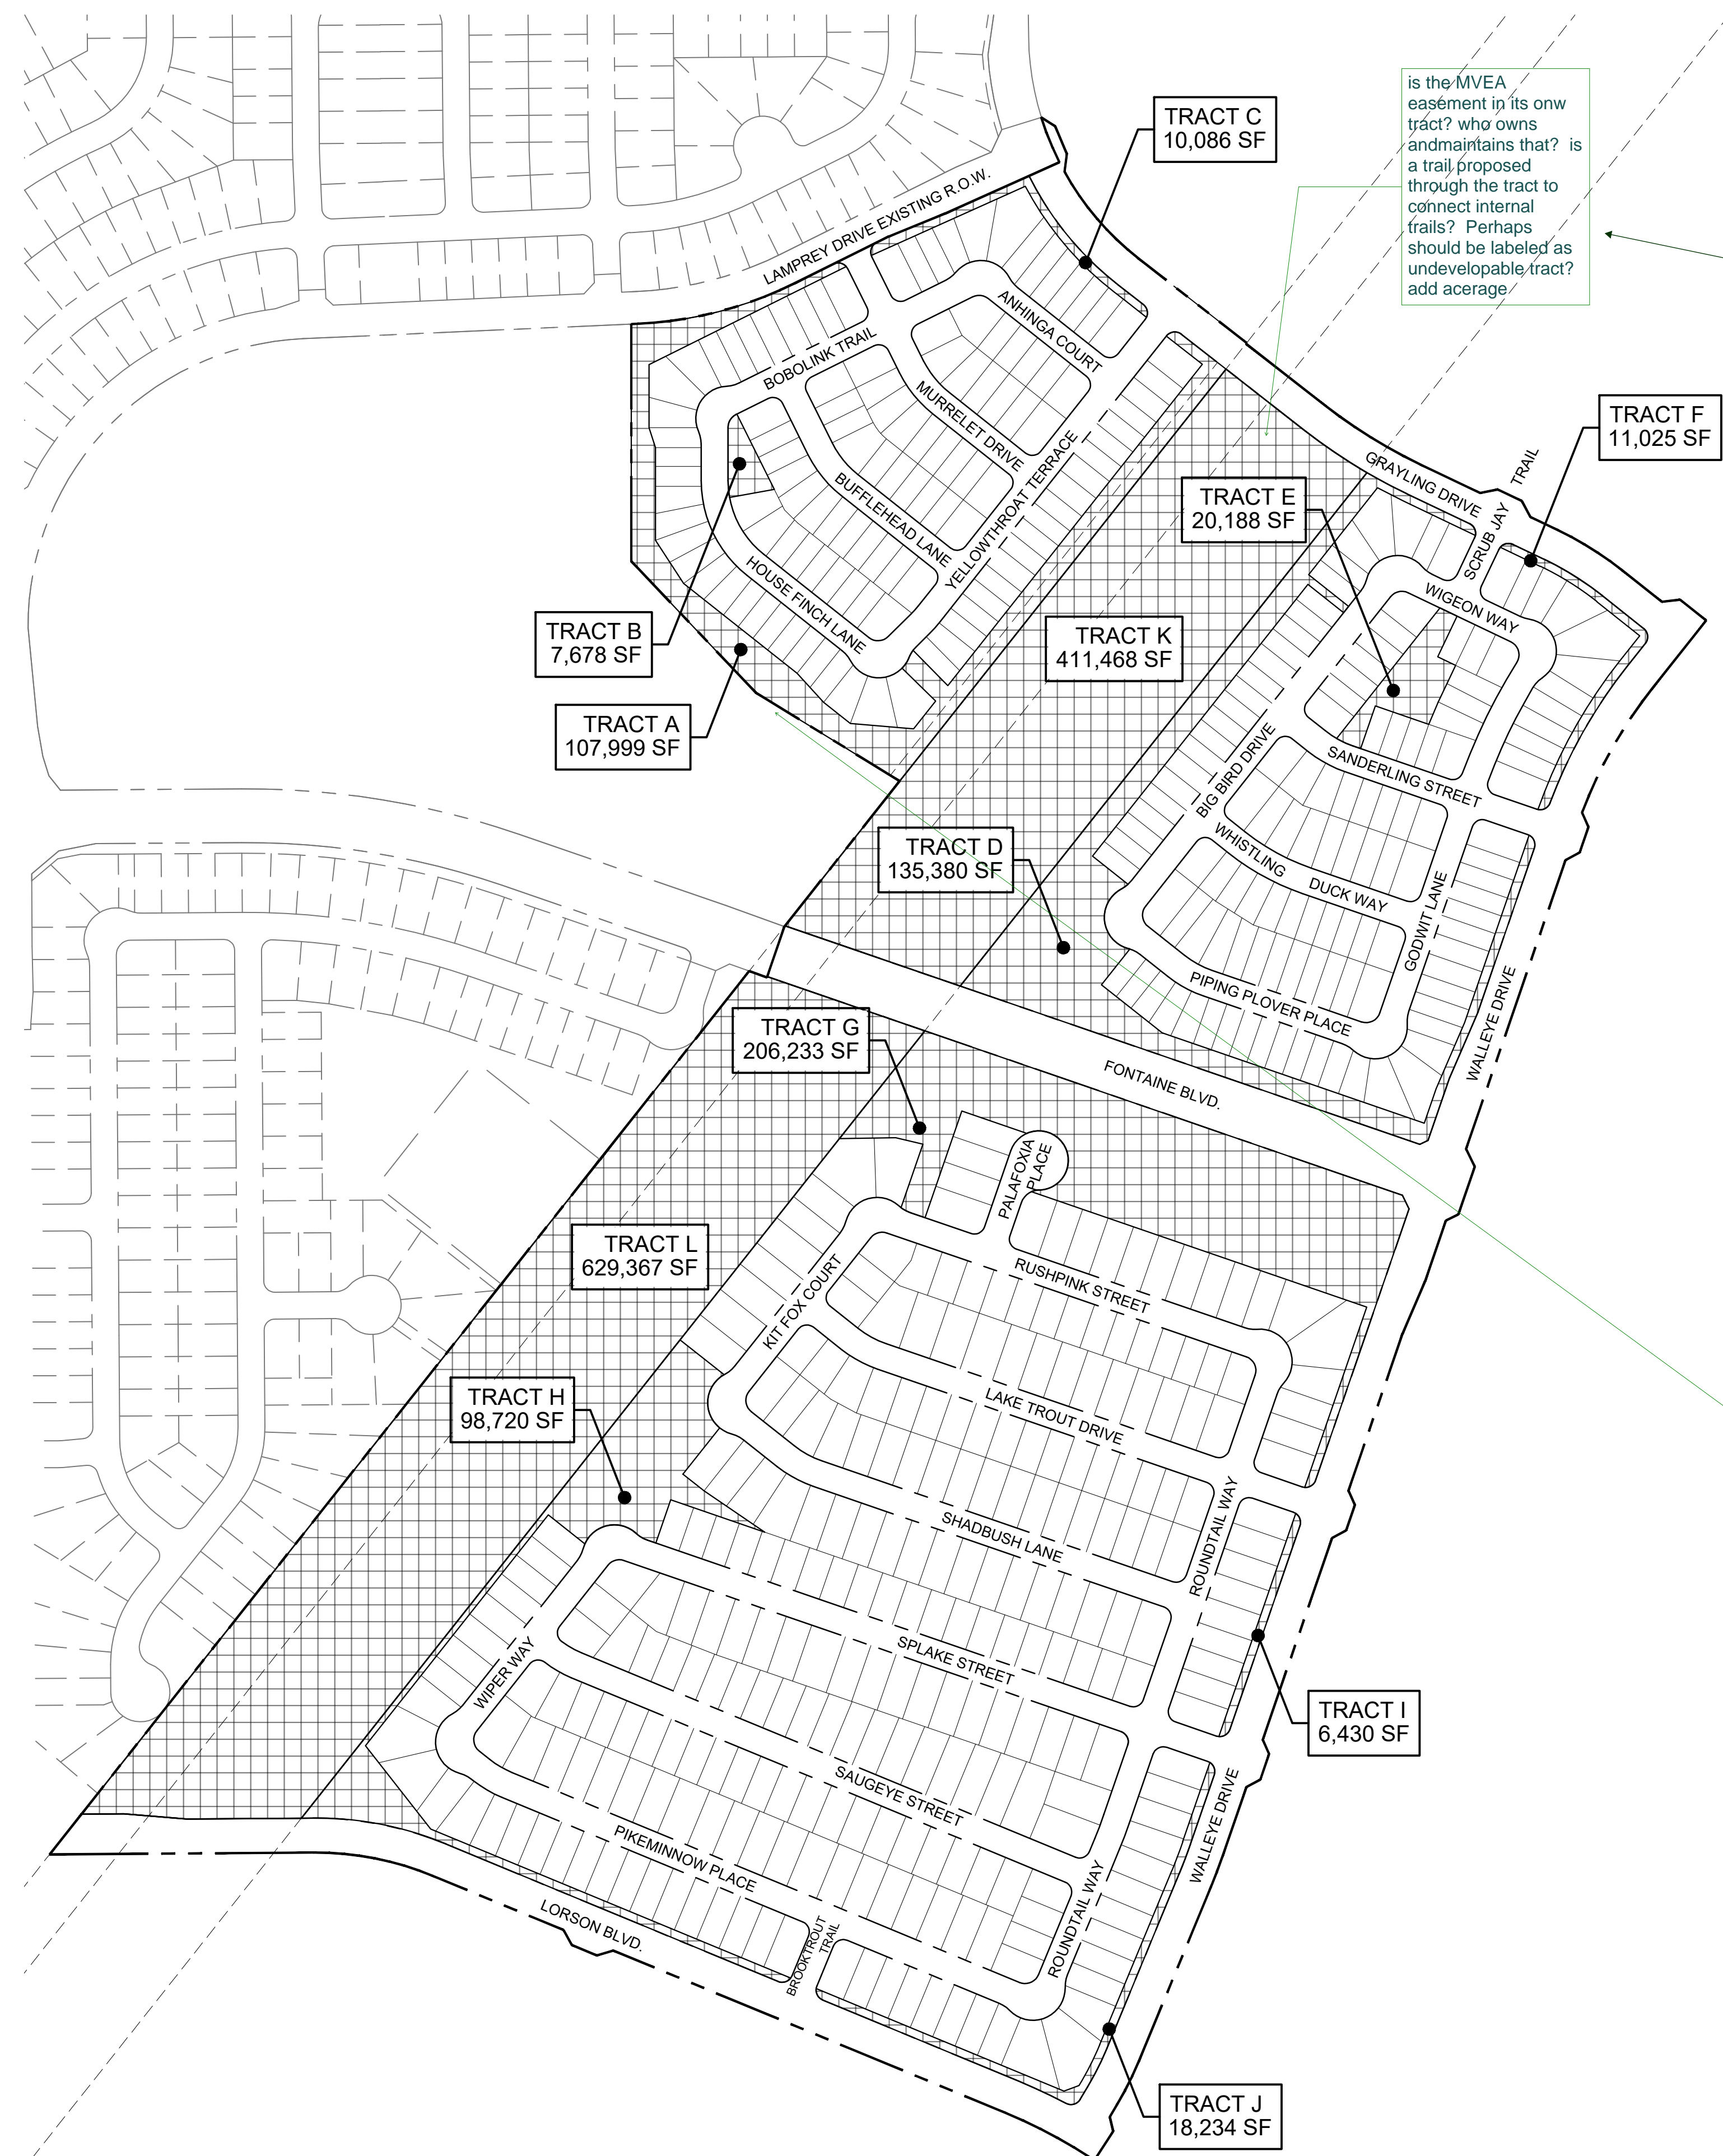 is the MVEA
easement in its onw
tract? who owns
andmaintains that?  is
a trail proposed
through the tract to
connect internal
trails?  Perhaps
should be labeled as
undevelopable tract?
add acerage
TRACT C
10,086 SF
LAMPREY DRIVE EXISTING R.O.W.
ANHINGA COURT
BOBOLINK TRAIL
MURRELET DRIVE
YELLOWTHROAT TERRACE
BUFFLEHEAD LANE
HOUSE FINCH LANE
TRACT F
11,025 SF
GRAYLING DRIVE
SCRUB JAY
TRAIL
TRACT E
20,188 SF
WIGEON WAY
TRACT B
7,678 SF
TRACT K
411,468 SF
TRACT A
107,999 SF
BIG BIRD DRIVE
SANDERLING STREET
WHISTLING
DUCK WAY
GODWIT LANE
TRACT D
135,380 SF
PIPING PLOVER PLACE
WALLEYE DRIVE
TRACT G
206,233 SF
FONTAINE BLVD.
PALAFOXIA
PLACE
TRACT L
629,367 SF
RUSHPINK STREET
KIT FOX COURT
LAKE TROUT DRIVE
TRACT H
98,720 SF
SHADBUSH LANE
ROUNDTAIL WAY
SPLAKE STREET
WIPER WAY
TRACT I
6,430 SF
SAUGEYE STREET
WALLEYE DRIVE
PIKEMINNOW PLACE
ROUNDTAIL WAY
LORSON BLVD.
BROOKTROUT
TRAIL
TRACT J
18,234 SF